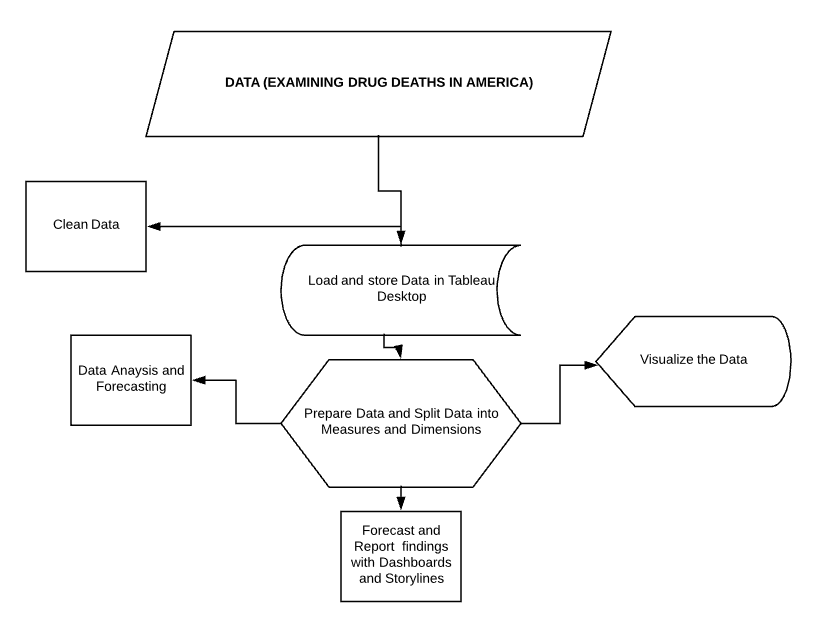 DATA (EXAMINING DRUG DEATHS IN AMERICA)
Clean Data
Load and store Data in Tableau
Desktop
Visualize the Data
Data Anaysis and
Forecasting
Prepare Data and Split Data into
Measures and Dimensions
Forecast and
Report findings
with Dashboards
and Storylines